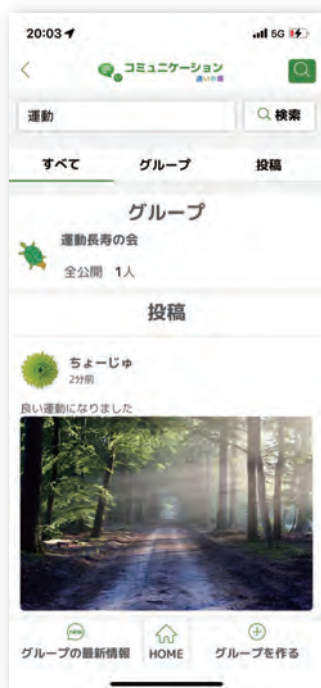 20:03
5G
コミュニケーション
運動
検索
すべて
グループ
投稿
グループ
運動長寿の会
全公開 1人
投稿
ちょーじゅ
2分前
良い運動になりました
new
グループの最新情報
HOME
グループを作る